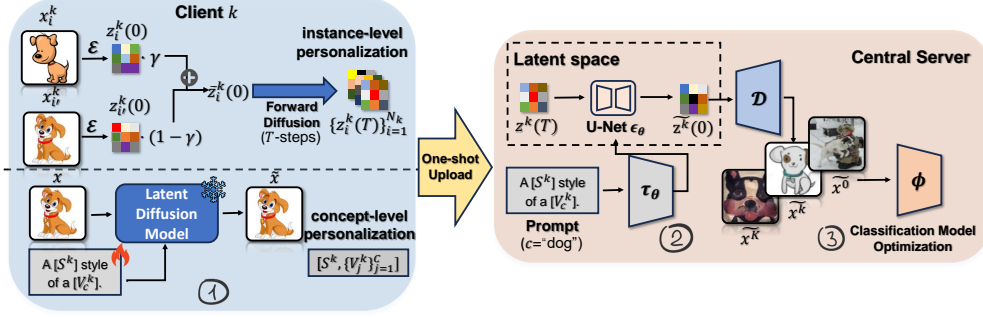 Client k
x_i^k
z_i^k(0)
ℰ
· γ
instance-level
personalization
x_{i'}^k
z_{i'}^k(0)
z̄_i^k(0)
ℰ
· (1 − γ)
Forward
Diffusion
(T-steps)
{z_i^k(T)}_{i=1}^{N_k}
x
x̃
Latent
Diffusion
Model
concept-level
personalization
A [S^k] style
of a [V_c^k].
[S^k, {V_j^k}_{j=1}^C]
1
One-shot
Upload
Central Server
Latent space
z^k(T)
U-Net ϵ_θ
z̃^k(0)
𝒟
A [S^k] style
of a [V_c^k].
Prompt
(c="dog")
τ_θ
2
x̃^0
x̃^k
x̃^K
3
ϕ
Classification Model
Optimization